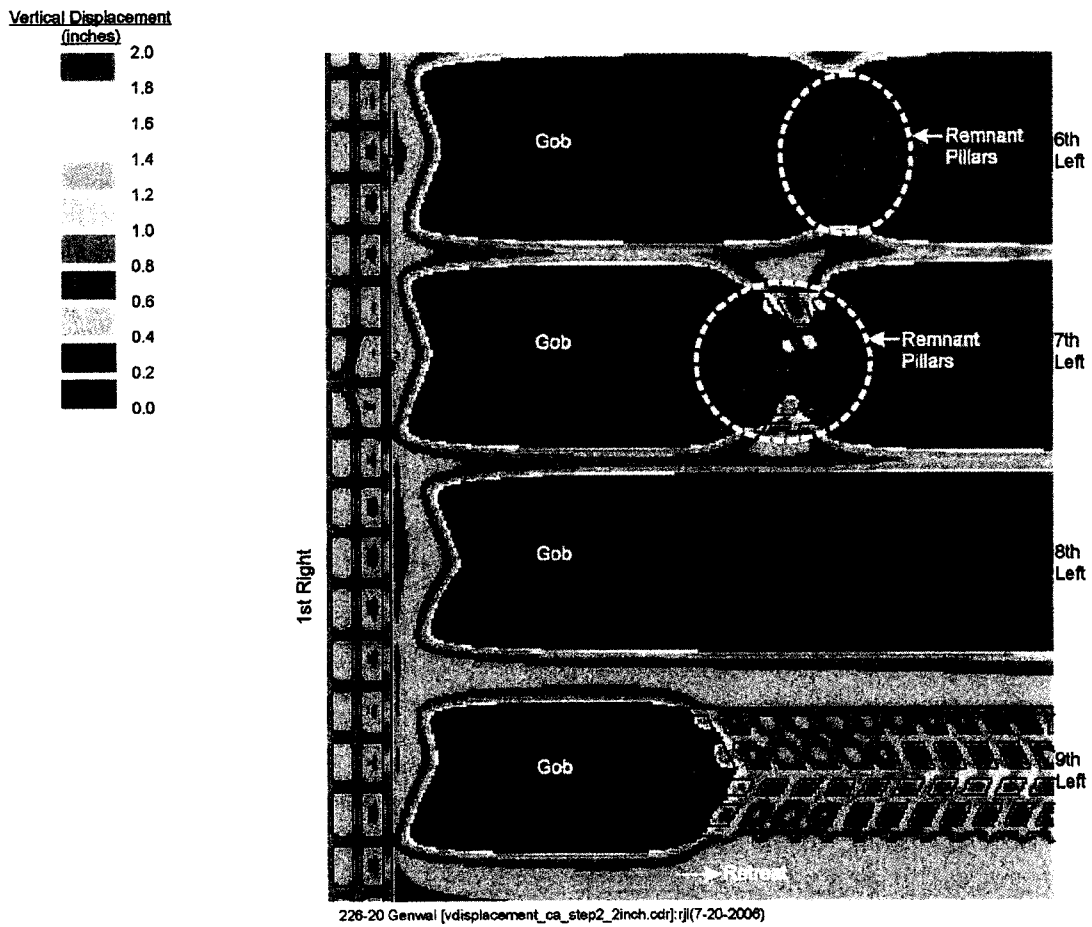 Vertical Displacement
(inches)
2.0
1.8
1.6
1.4
1.2
1.0
0.8
0.6
0.4
0.2
0.0
Gob
Remnant
Pillars
6th
Left
Gob
Remnant
Pillars
7th
Left
1st Right
Gob
8th
Left
Gob
9th
Left
Retreat
226-20 Genwal [vdisplacement_ca_step2_2inch.cdr]:rjl(7-20-2006)